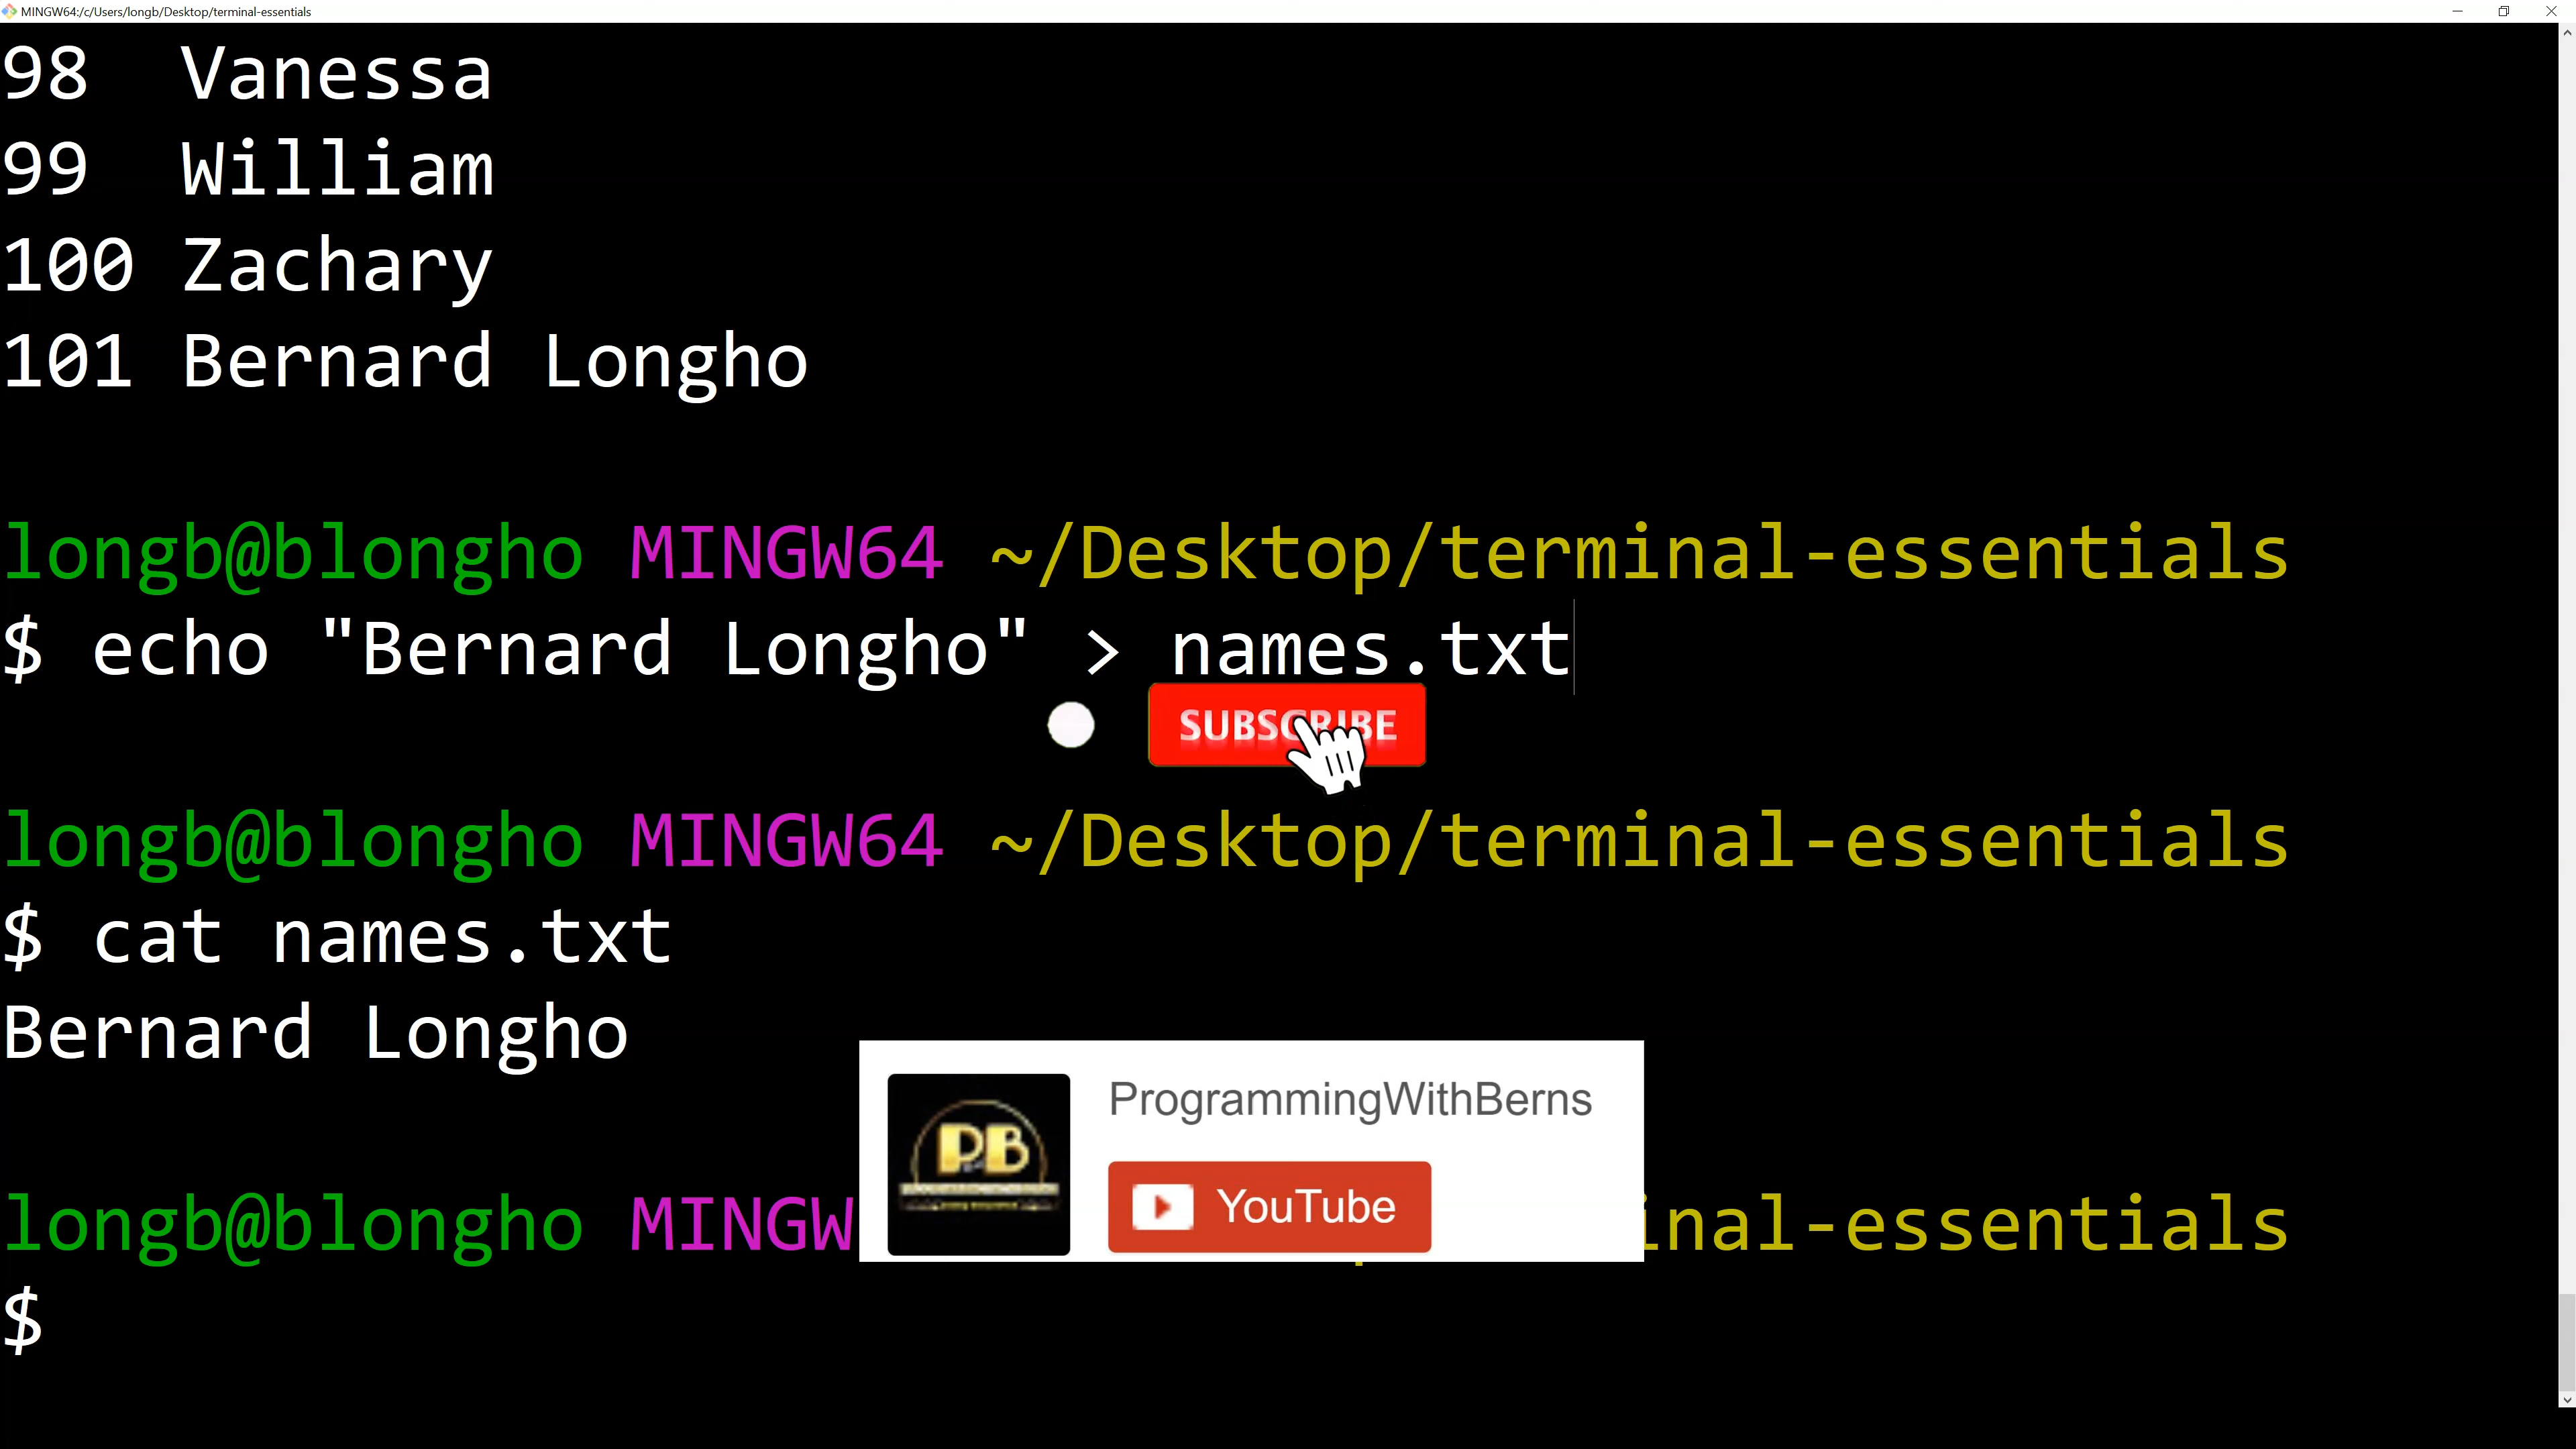 MINGW64:/c/Users/longb/Desktop/terminal-essentials
98  Vanessa
99  William
100 Zachary
101 Bernard Longho
longb@blongho MINGW64 ~/Desktop/terminal-essentials
$ echo "Bernard Longho" > names.txt
SUBSCRIBE
longb@blongho MINGW64 ~/Desktop/terminal-essentials
$ cat names.txt
Bernard Longho
ProgrammingWithBerns
PB
YouTube
longb@blongho MINGW inal-essentials
$